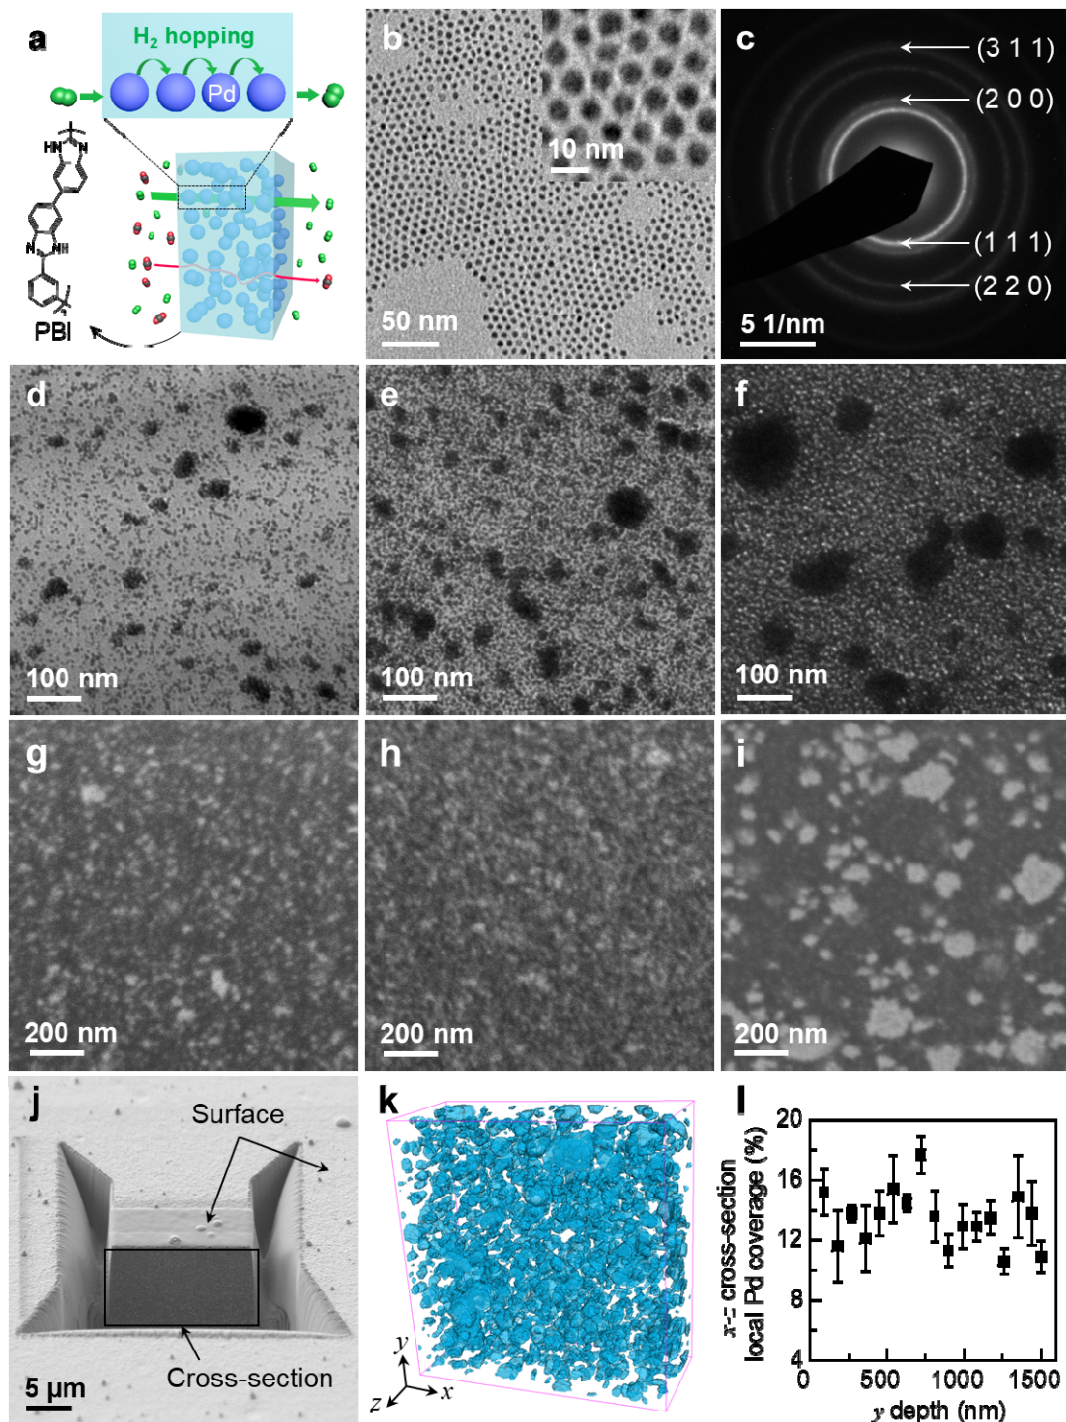 a
H2 hopping
Pd
HN
N
N
NH
n
PBI
b
10 nm
50 nm
c
(3 1 1)
(2 0 0)
(1 1 1)
(2 2 0)
5 1/nm
d
100 nm
e
100 nm
f
100 nm
g
200 nm
h
200 nm
i
200 nm
j
Surface
Cross-section
5 µm
k
y
z
x
l
x-z cross-section
local Pd coverage (%)
20
16
12
8
4
0
500
1000
1500
y depth (nm)